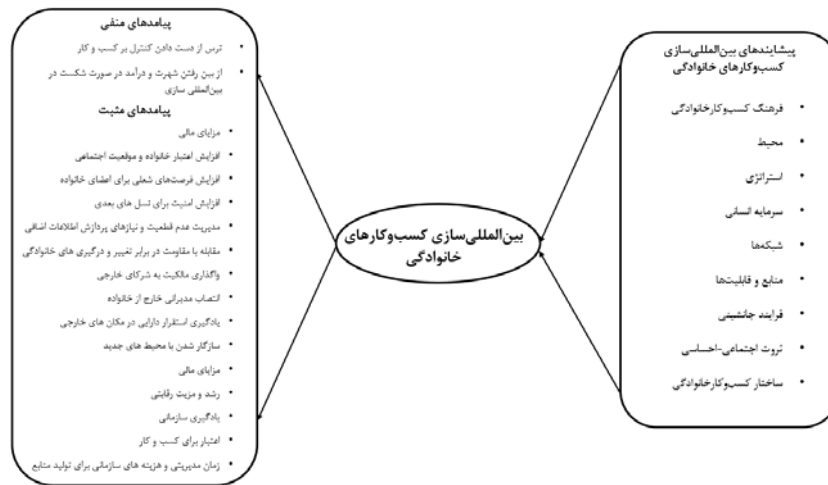 پیشایندهای بین‌المللی‌سازی
کسب‌وکارهای خانوادگی
• فرهنگ کسب‌وکارخانوادگی
• محیط
• استراتژی
• سرمایه انسانی
• شبکه‌ها
• منابع و قابلیت‌ها
• فرایند جانشینی
• ثروت اجتماعی-احساسی
• ساختار کسب‌وکارخانوادگی
بین‌المللی‌سازی کسب‌وکارهای
خانوادگی
پیامدهای منفی
• ترس از دست دادن کنترل بر کسب و کار
• از بین رفتن شهرت و درآمد در صورت شکست در
بین‌المللی سازی
پیامدهای مثبت
• مزایای مالی
• افزایش اعتبار خانواده و موقعیت اجتماعی
• افزایش فرصت‌های شغلی برای اعضای خانواده
• افزایش امنیت برای نسل های بعدی
• مدیریت عدم قطعیت و نیازهای پردازش اطلاعات اضافی
• مقابله با مقاومت در برابر تغییر و درگیری های خانوادگی
• واگذاری مالکیت به شرکای خارجی
• انتصاب مدیرانی خارج از خانواده
• یادگیری استقرار دارایی در مکان های خارجی
• سازگار شدن با محیط های جدید
• مزایای مالی
• رشد و مزیت رقابتی
• یادگیری سازمانی
• اعتبار برای کسب و کار
• زمان مدیریتی و هزینه های سازمانی برای تولید منابع